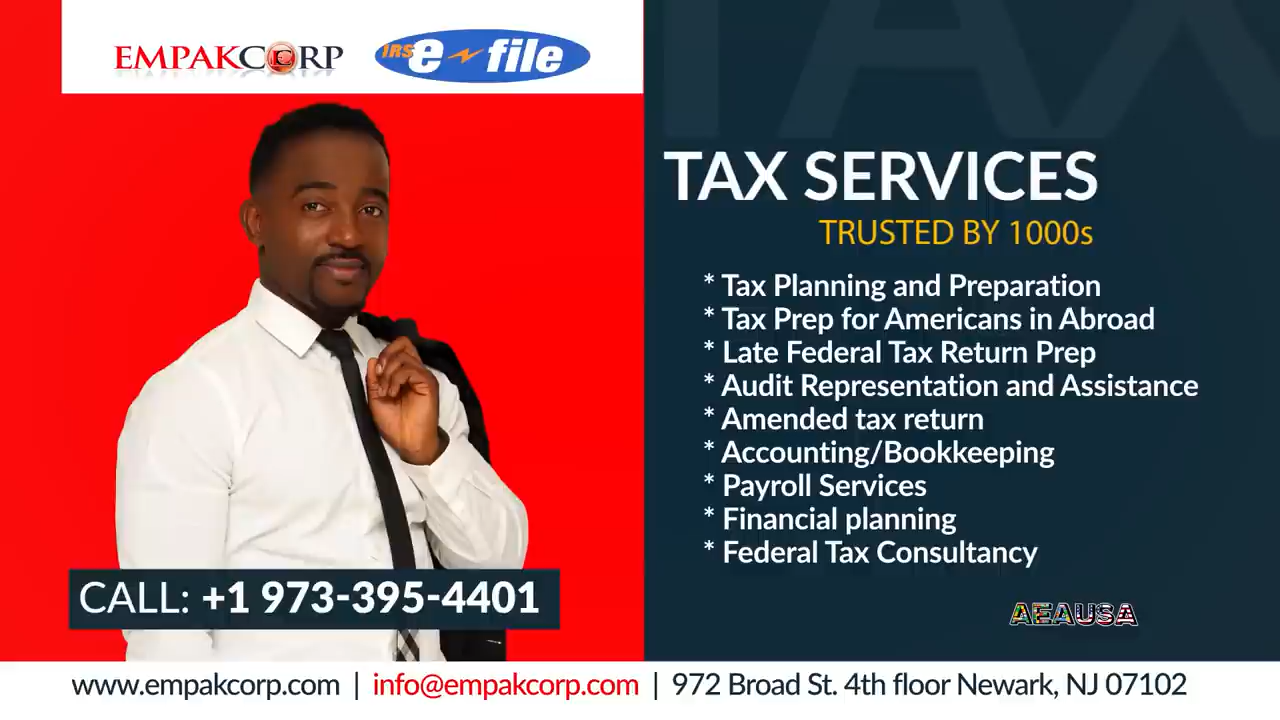 EMPAKCORP
IRS e-file
TAX
TAX SERVICES
TRUSTED BY 1000s
* Tax Planning and Preparation
* Tax Prep for Americans in Abroad
* Late Federal Tax Return Prep
* Audit Representation and Assistance
* Amended tax return
* Accounting/Bookkeeping
* Payroll Services
* Financial planning
* Federal Tax Consultancy
CALL: +1 973-395-4401
AEAUSA
www.empakcorp.com | info@empakcorp.com | 972 Broad St. 4th floor Newark, NJ 07102